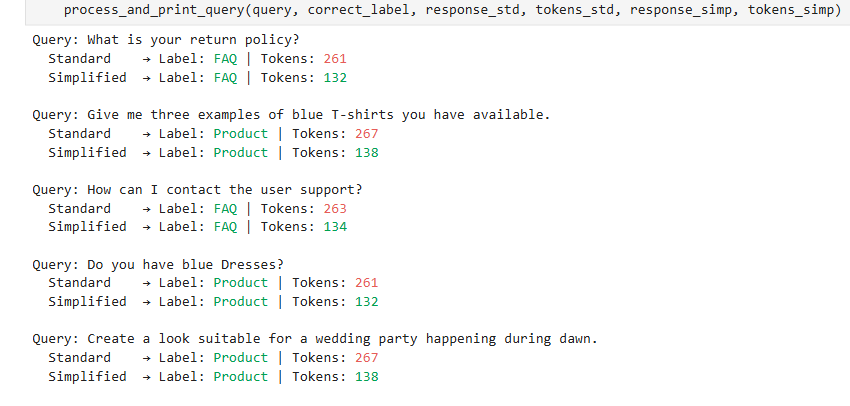 process_and_print_query(query, correct_label, response_std, tokens_std, response_simp, tokens_simp)
Query: What is your return policy?
Standard → Label: FAQ | Tokens: 261
Simplified → Label: FAQ | Tokens: 132
Query: Give me three examples of blue T-shirts you have available.
Standard → Label: Product | Tokens: 267
Simplified → Label: Product | Tokens: 138
Query: How can I contact the user support?
Standard → Label: FAQ | Tokens: 263
Simplified → Label: FAQ | Tokens: 134
Query: Do you have blue Dresses?
Standard → Label: Product | Tokens: 261
Simplified → Label: Product | Tokens: 132
Query: Create a look suitable for a wedding party happening during dawn.
Standard → Label: Product | Tokens: 267
Simplified → Label: Product | Tokens: 138